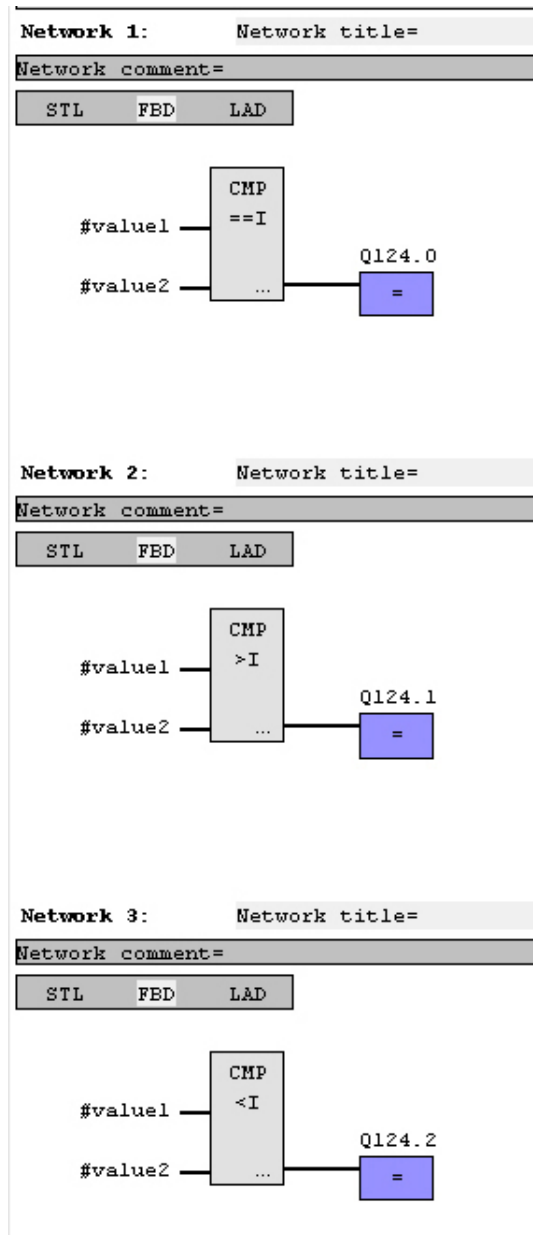 Network 1: Network title=
Network comment=
STL FBD LAD
CMP
==I
#value1
Q124.0
#value2 ... =
Network 2: Network title=
Network comment=
STL FBD LAD
CMP
#value1 >I
Q124.1
#value2 ... =
Network 3: Network title=
Network comment=
STL FBD LAD
CMP
#value1 <I
Q124.2
#value2 ... =